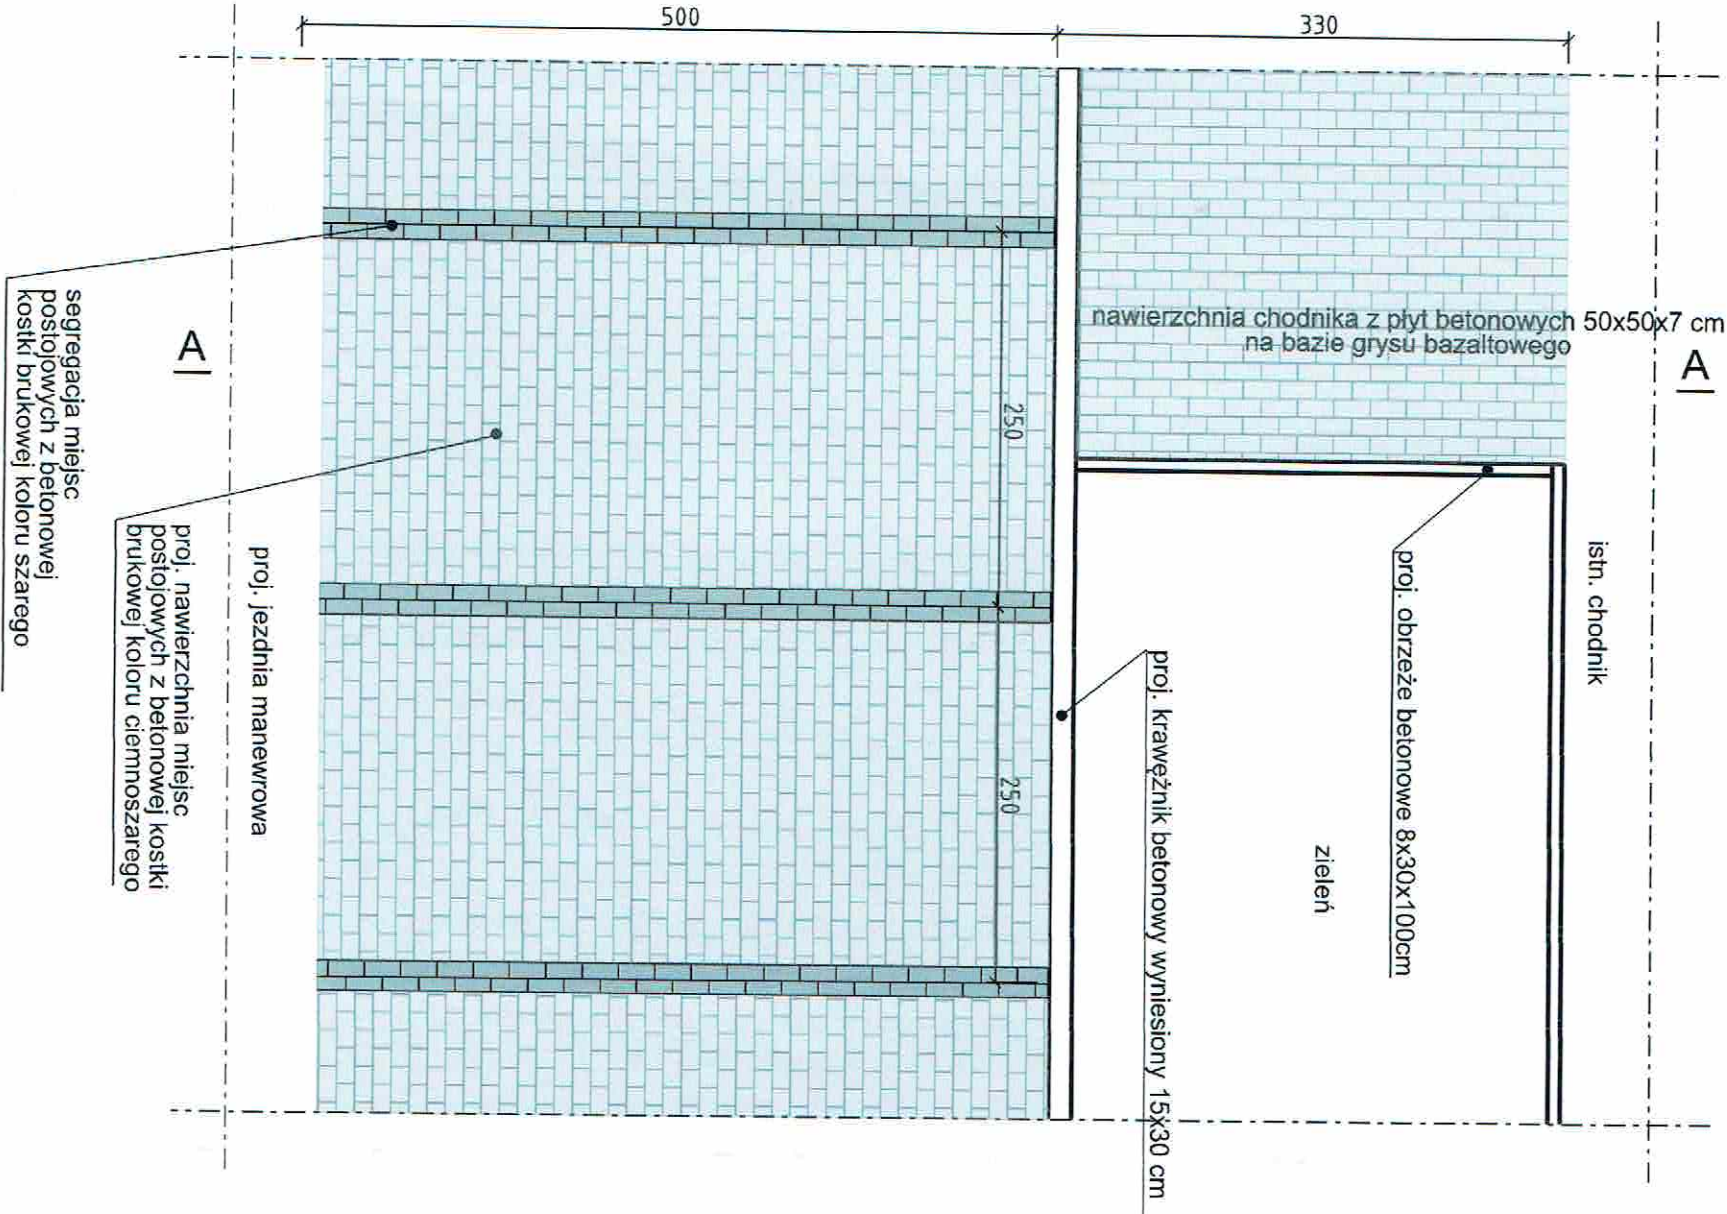 500
330
nawierzchnia chodnika z płyt betonowych 50x50x7 cm
na bazie grysu bazaltowego
A
A
250
250
segregacja miejsc
postojowych z betonowej
kostki brukowej koloru szarego
proj. nawierzchnia miejsc
postojowych z betonowej kostki
brukowej koloru ciemnoszarego
proj. jezdnia manewrowa
proj. krawężnik betonowy wyniesiony 15x30 cm
proj. obrzeże betonowe 8x30x100cm
zieleń
istn. chodnik